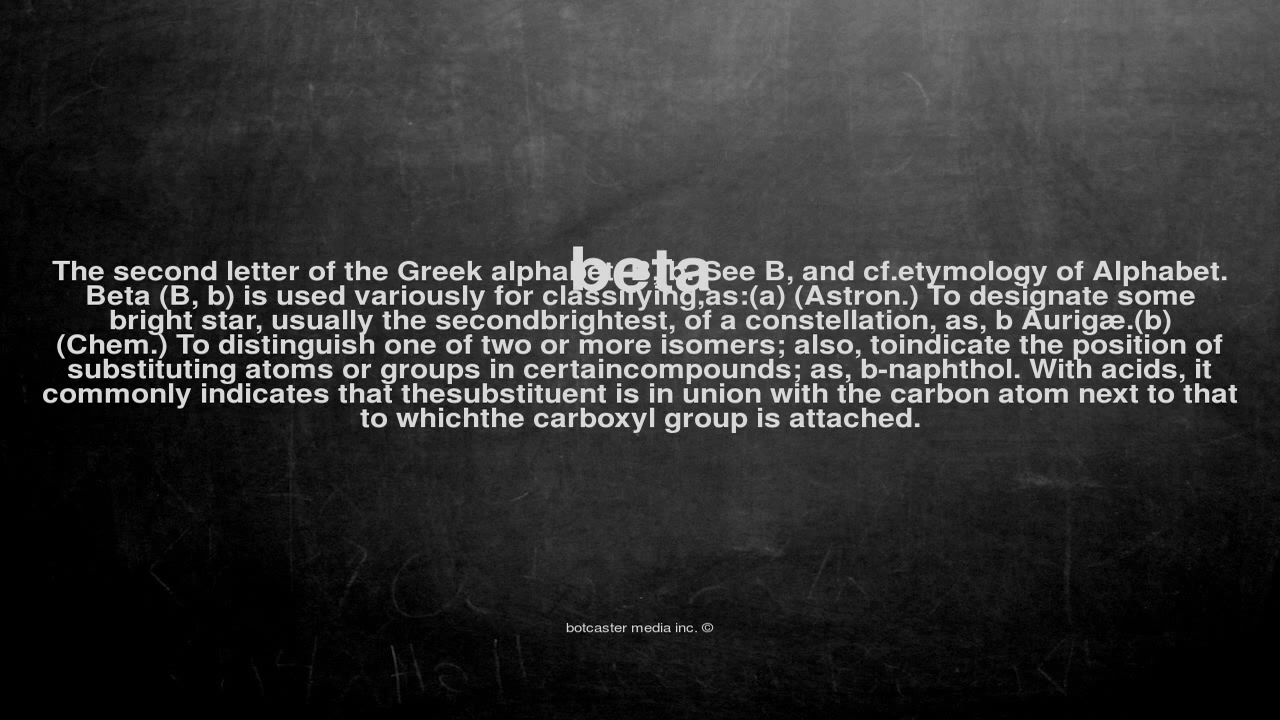 beta
The second letter of the Greek alphabet, B, b. See B, and cf.etymology of Alphabet.
Beta (B, b) is used variously for classifying,as:(a) (Astron.) To designate some
bright star, usually the secondbrightest, of a constellation, as, b Aurigæ.(b)
(Chem.) To distinguish one of two or more isomers; also, toindicate the position of
substituting atoms or groups in certaincompounds; as, b-naphthol. With acids, it
commonly indicates that thesubstituent is in union with the carbon atom next to that
to whichthe carboxyl group is attached.
botcaster media inc. ©